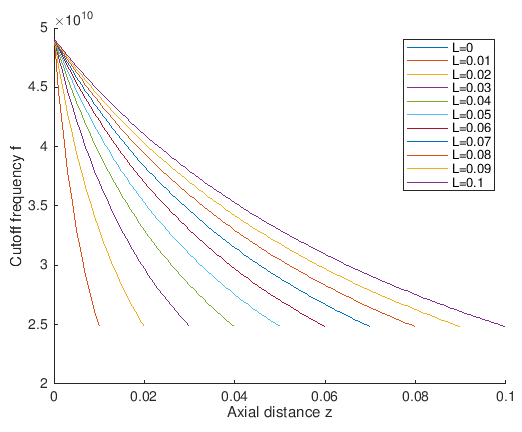 ×10^10
5
4.5
4
3.5
3
2.5
2
0
0.02
0.04
0.06
0.08
0.1
Axial distance z
Cutoff frequency f
L=0
L=0.01
L=0.02
L=0.03
L=0.04
L=0.05
L=0.06
L=0.07
L=0.08
L=0.09
L=0.1